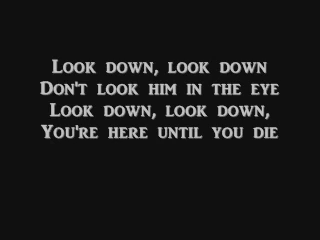 Look down, look down
Don't look him in the eye
Look down, look down,
You're here until you die